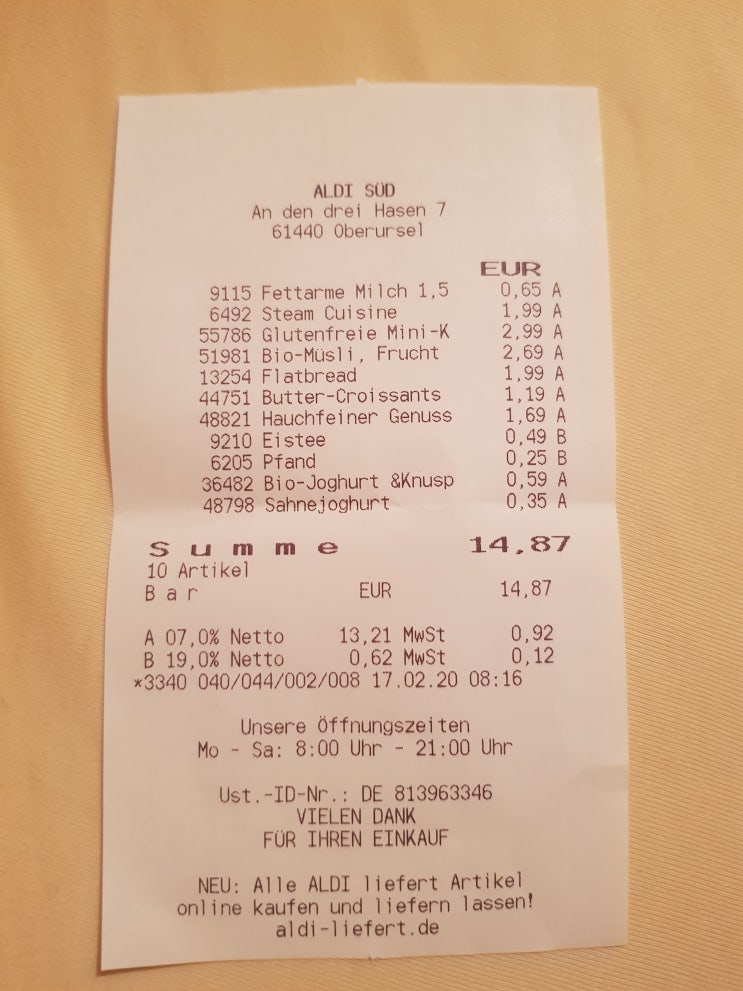 ALDI SÜD
An den drei Hasen 7
61440 Oberursel
EUR
9115 Fettarme Milch 1,5 0,65 A
6492 Steam Cuisine 1,99 A
55786 Glutenfreie Mini-K 2,99 A
51981 Bio-Müsli, Frucht 2,69 A
13254 Flatbread 1,99 A
44751 Butter-Croissants 1,19 A
48821 Hauchfeiner Genuss 1,69 A
9210 Eistee 0,49 B
6205 Pfand 0,25 B
36482 Bio-Joghurt &Knusp 0,59 A
48798 Sahnejoghurt 0,35 A
Summe 14,87
10 Artikel
Bar EUR 14,87
A 07,0% Netto 13,21 MwSt 0,92
B 19,0% Netto 0,62 MwSt 0,12
*3340 040/044/002/008 17.02.20 08:16
Unsere Öffnungszeiten
Mo - Sa: 8:00 Uhr - 21:00 Uhr
Ust.-ID-Nr.: DE 813963346
VIELEN DANK
FÜR IHREN EINKAUF
NEU: Alle ALDI liefert Artikel
online kaufen und liefern lassen!
aldi-liefert.de